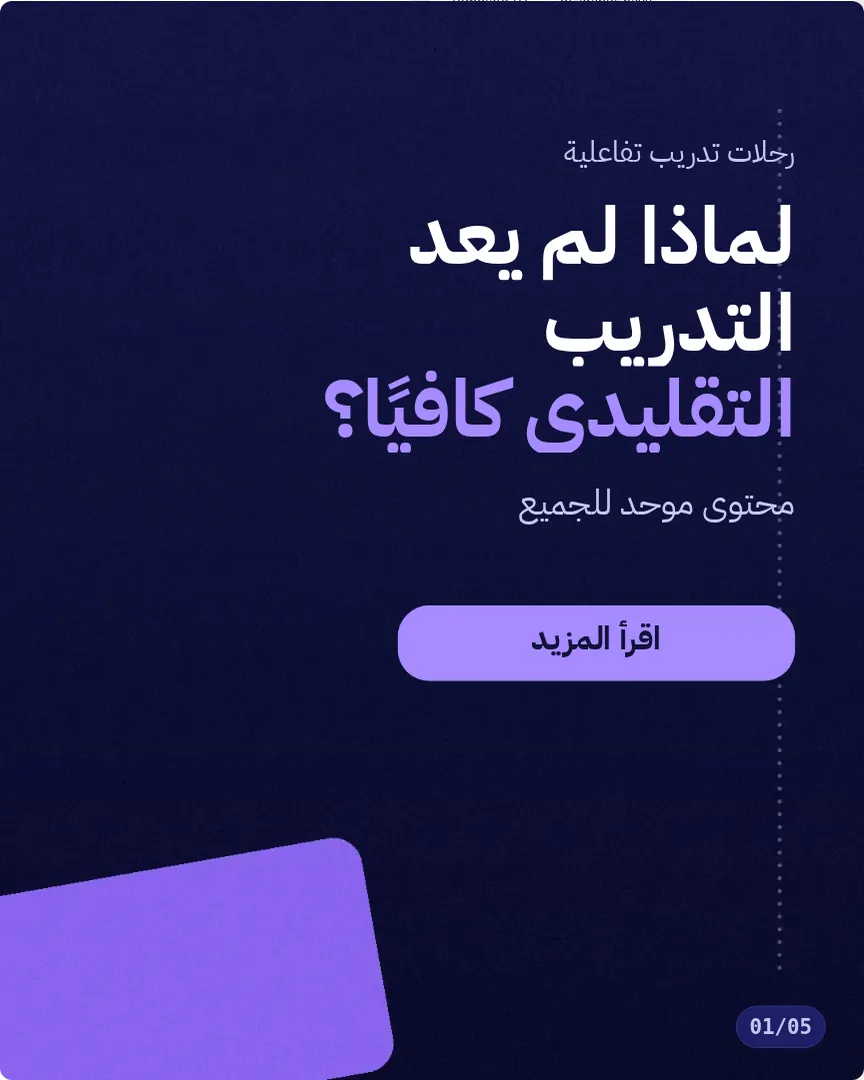 رحلات تدريب تفاعلية
لماذا لم يعد
التدريب
التقليدي كافيًا؟
محتوى موحد للجميع
اقرأ المزيد
01/05